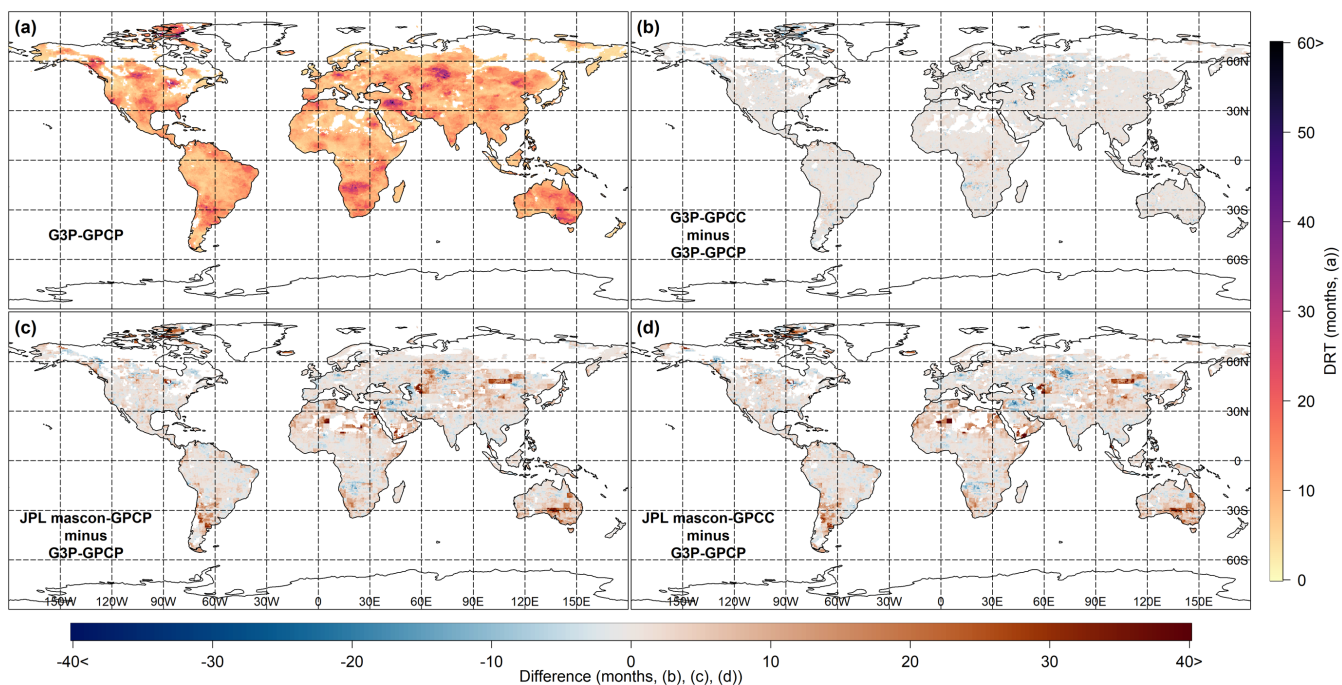 (a)
G3P-GPCP
(b)
60N
30N
0
30S
60S
G3P-GPCC
minus
G3P-GPCP
(c)
JPL mascon-GPCP
minus
G3P-GPCP
150W 120W 90W 60W 30W 0 30E 60E 90E 120E 150E
(d)
60N
30N
0
30S
60S
JPL mascon-GPCC
minus
G3P-GPCP
150W 120W 90W 60W 30W 0 30E 60E 90E 120E 150E
60>
50
40
30
20
10
0
DRT (months, (a))
-40< -30 -20 -10 0 10 20 30 40>
Difference (months, (b), (c), (d))